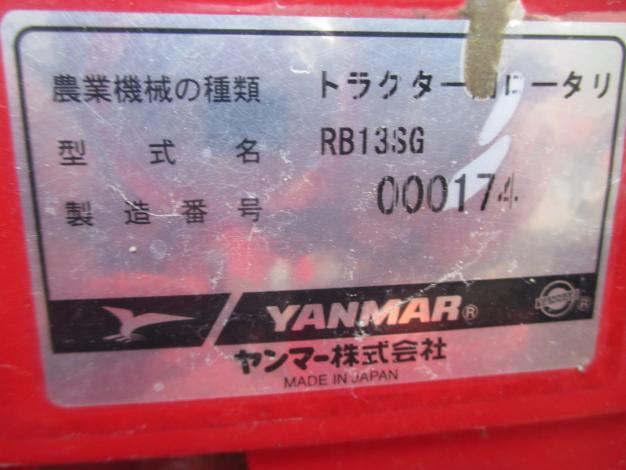 農業機械の種類 トラクター用ロータリ
型式名 RB13SG
製造番号 000174
YANMAR®
ヤンマー株式会社
MADE IN JAPAN